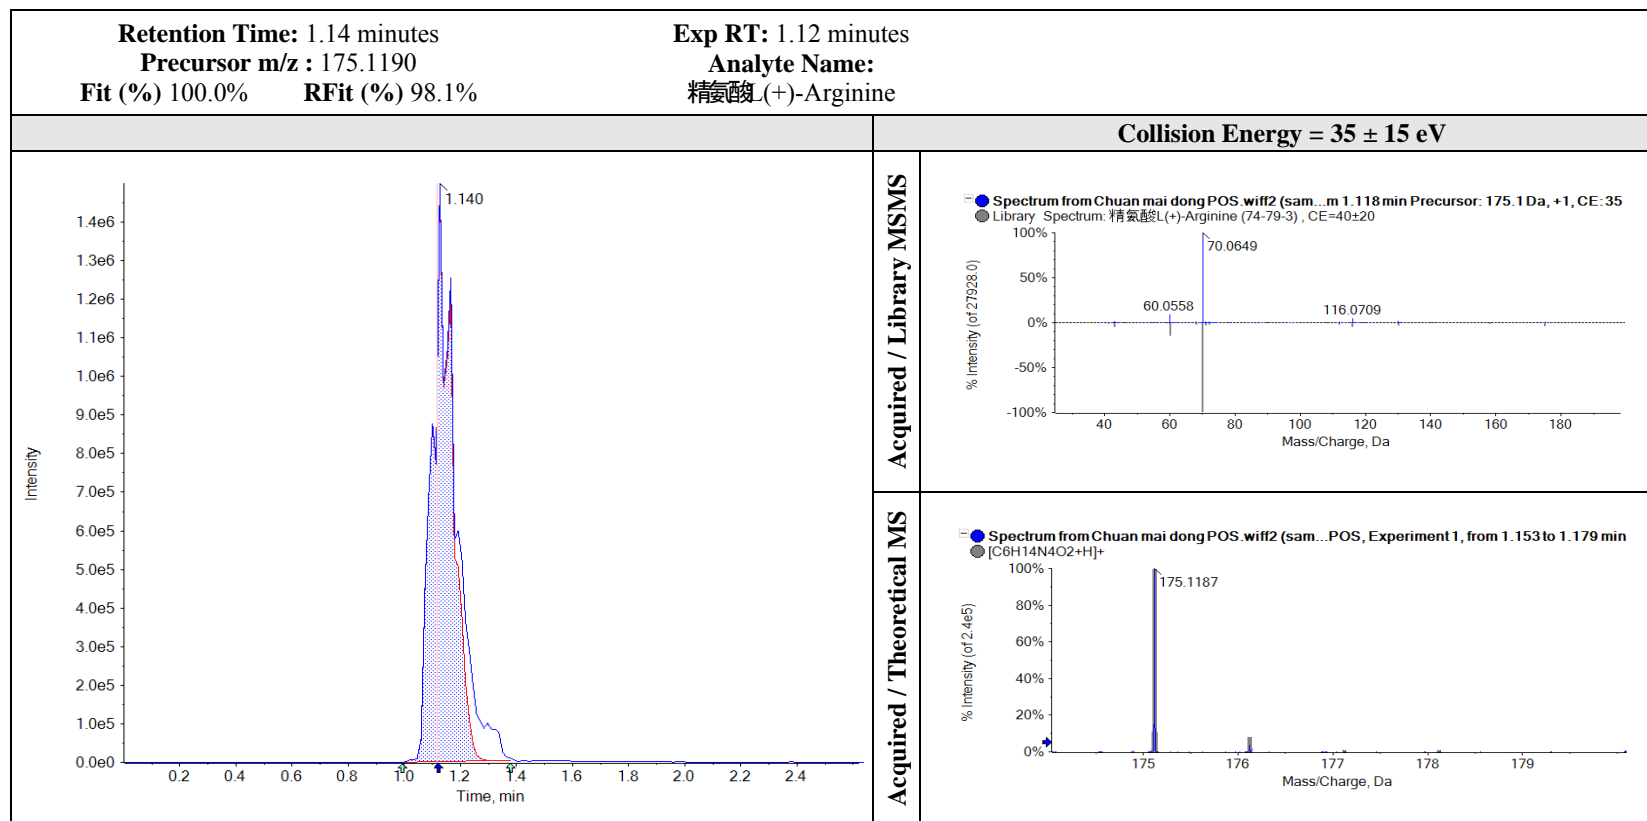 Retention Time: 1.14 minutes
Exp RT: 1.12 minutes
Precursor m/z : 175.1190
Analyte Name:
Fit (%) 100.0% RFit (%) 98.1%
精氨酸L(+)-Arginine
Collision Energy = 35 ± 15 eV
1.140
1.4e6
1.3e6
1.2e6
1.1e6
1.0e6
9.0e5
8.0e5
7.0e5
6.0e5
5.0e5
4.0e5
3.0e5
2.0e5
1.0e5
0.0e0
Intensity
0.2 0.4 0.6 0.8 1.0 1.2 1.4 1.6 1.8 2.0 2.2 2.4
Time, min
Acquired / Library MSMS
Spectrum from Chuan mai dong POS.wiff2 (sam...m 1.118 min Precursor: 175.1 Da, +1, CE: 35
Library Spectrum: 精氨酸L(+)-Arginine (74-79-3) , CE=40±20
100%
50%
0%
-50%
-100%
% Intensity (of 27928.0)
70.0649
60.0558
116.0709
40 60 80 100 120 140 160 180
Mass/Charge, Da
Acquired / Theoretical MS
Spectrum from Chuan mai dong POS.wiff2 (sam...POS, Experiment 1, from 1.153 to 1.179 min
[C6H14N4O2+H]+
100%
80%
60%
40%
20%
0%
% Intensity (of 2.4e5)
175.1187
175 176 177 178 179
Mass/Charge, Da